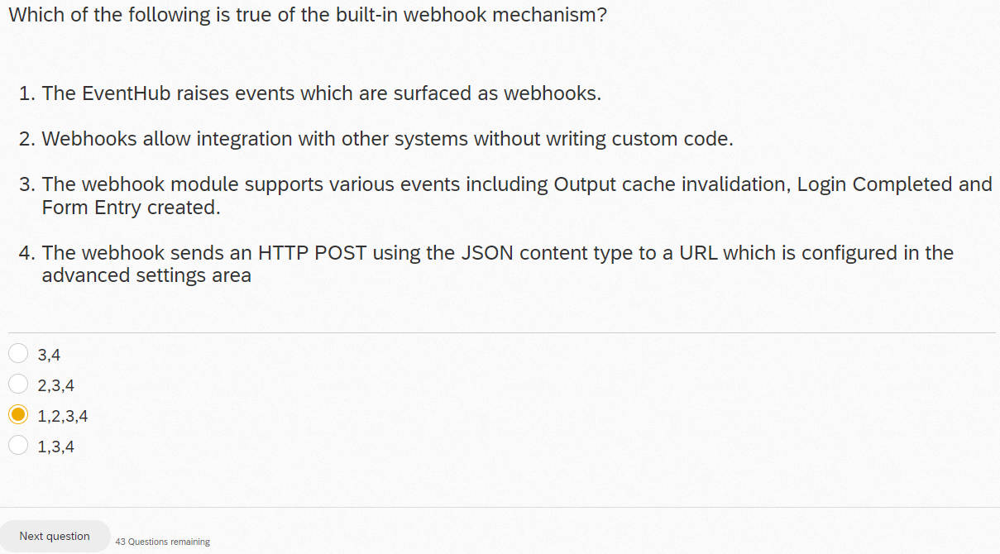 Which of the following is true of the built-in webhook mechanism?
1. The EventHub raises events which are surfaced as webhooks.
2. Webhooks allow integration with other systems without writing custom code.
3. The webhook module supports various events including Output cache invalidation, Login Completed and
Form Entry created.
4. The webhook sends an HTTP POST using the JSON content type to a URL which is configured in the
advanced settings area
3,4
2,3,4
1,2,3,4
1,3,4
Next question
43 Questions remaining